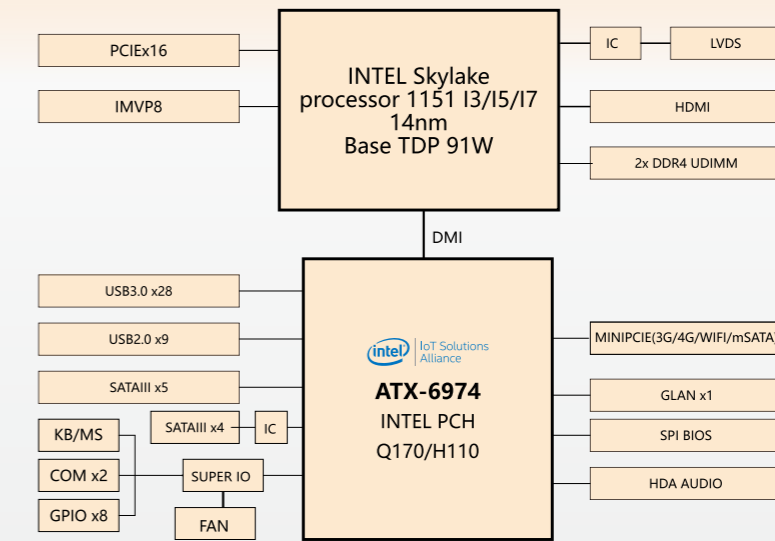 PCIEx16
IMVP8
INTEL Skylake
processor 1151 I3/I5/I7
14nm
Base TDP 91W
IC
LVDS
HDMI
2x DDR4 UDIMM
DMI
USB3.0 x28
USB2.0 x9
SATAIII x5
SATAIII x4
IC
KB/MS
COM x2
GPIO x8
SUPER IO
FAN
intel IoT Solutions
Alliance
ATX-6974
INTEL PCH
Q170/H110
MINIPCIE(3G/4G/WIFI/mSATA)
GLAN x1
SPI BIOS
HDA AUDIO